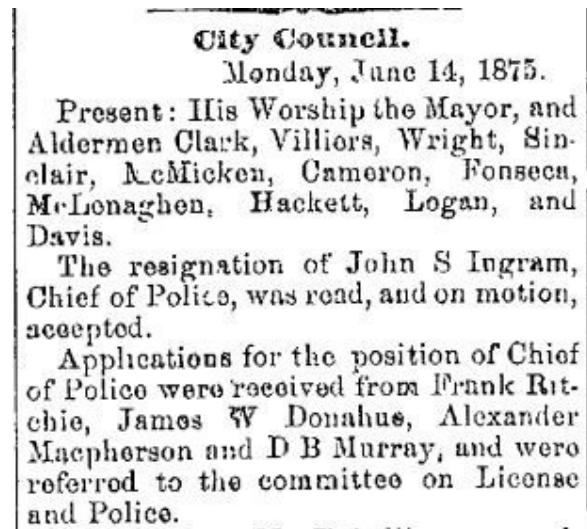 City Council.
Monday, June 14, 1875.
Present: His Worship the Mayor, and
Aldermen Clark, Villiors, Wright, Sin-
clair, McMicken, Cameron, Fonseca,
McLenaghen, Hackett, Logan, and
Davis.
The resignation of John S Ingram,
Chief of Police, was read, and on motion,
accepted.
Applications for the position of Chief
of Police were received from Frank Rit-
chie, James W Donahue, Alexander
Macpherson and D B Murray, and were
referred to the committee on License
and Police.